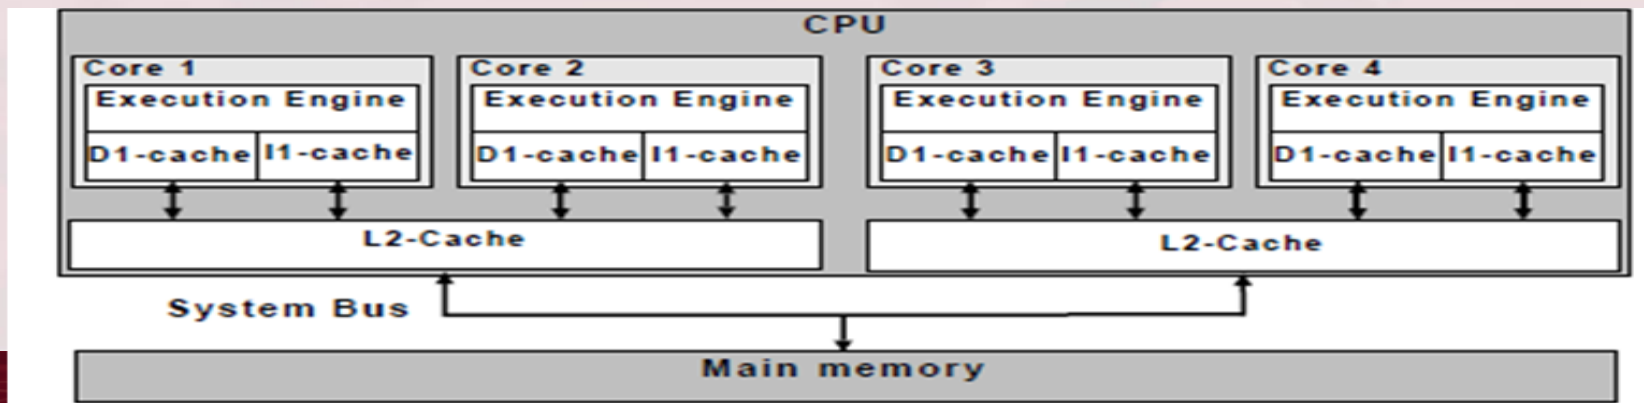 CPU
Core 1
Execution Engine
D1-cache
I1-cache
Core 2
Execution Engine
D1-cache
I1-cache
Core 3
Execution Engine
D1-cache
I1-cache
Core 4
Execution Engine
D1-cache
I1-cache
L2-Cache
L2-Cache
System Bus
Main memory